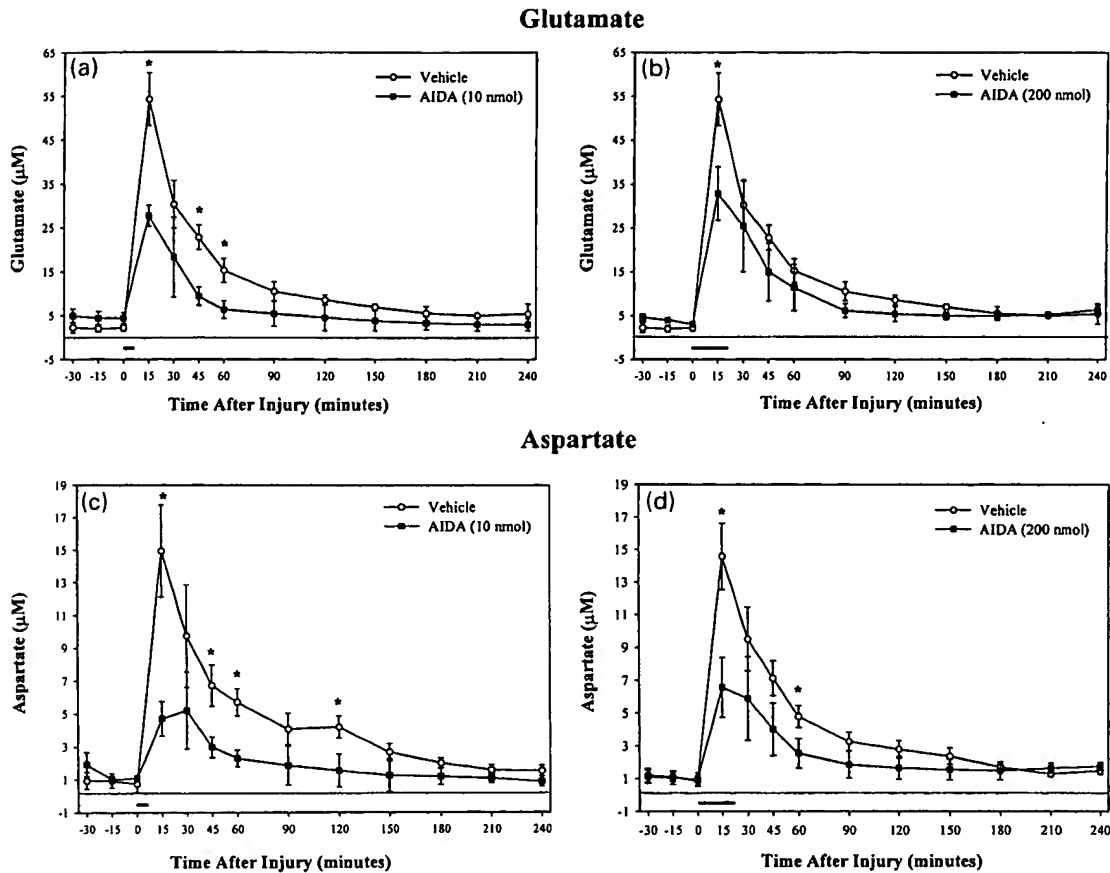 Glutamate
(a)
*
Vehicle
AIDA (10 nmol)
65
55
45
35
25
15
5
-5
*
*
Glutamate (μM)
-30 -15 0 15 30 45 60 90 120 150 180 210 240
Time After Injury (minutes)
(b)
*
Vehicle
AIDA (200 nmol)
65
55
45
35
25
15
5
-5
Glutamate (μM)
-30 -15 0 15 30 45 60 90 120 150 180 210 240
Time After Injury (minutes)
Aspartate
(c)
*
Vehicle
AIDA (10 nmol)
19
17
15
13
11
9
7
5
3
1
-1
*
*
*
Aspartate (μM)
-30 -15 0 15 30 45 60 90 120 150 180 210 240
Time After Injury (minutes)
(d)
*
Vehicle
AIDA (200 nmol)
19
17
15
13
11
9
7
5
3
1
-1
*
Aspartate (μM)
-30 -15 0 15 30 45 60 90 120 150 180 210 240
Time After Injury (minutes)